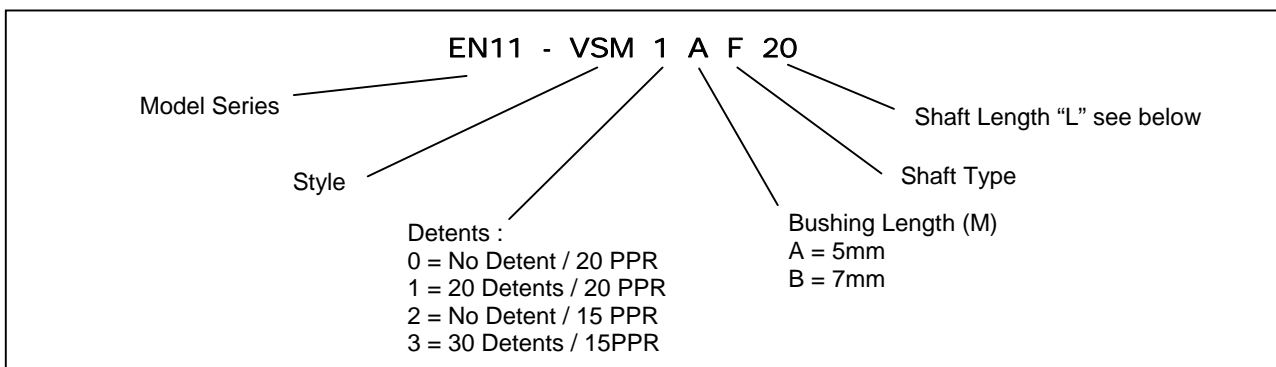 EN11 - VSM 1 A F 20
Model Series
Shaft Length “L” see below
Style
Shaft Type
Detents :
0 = No Detent / 20 PPR
1 = 20 Detents / 20 PPR
2 = No Detent / 15 PPR
3 = 30 Detents / 15PPR
Bushing Length (M)
A = 5mm
B = 7mm